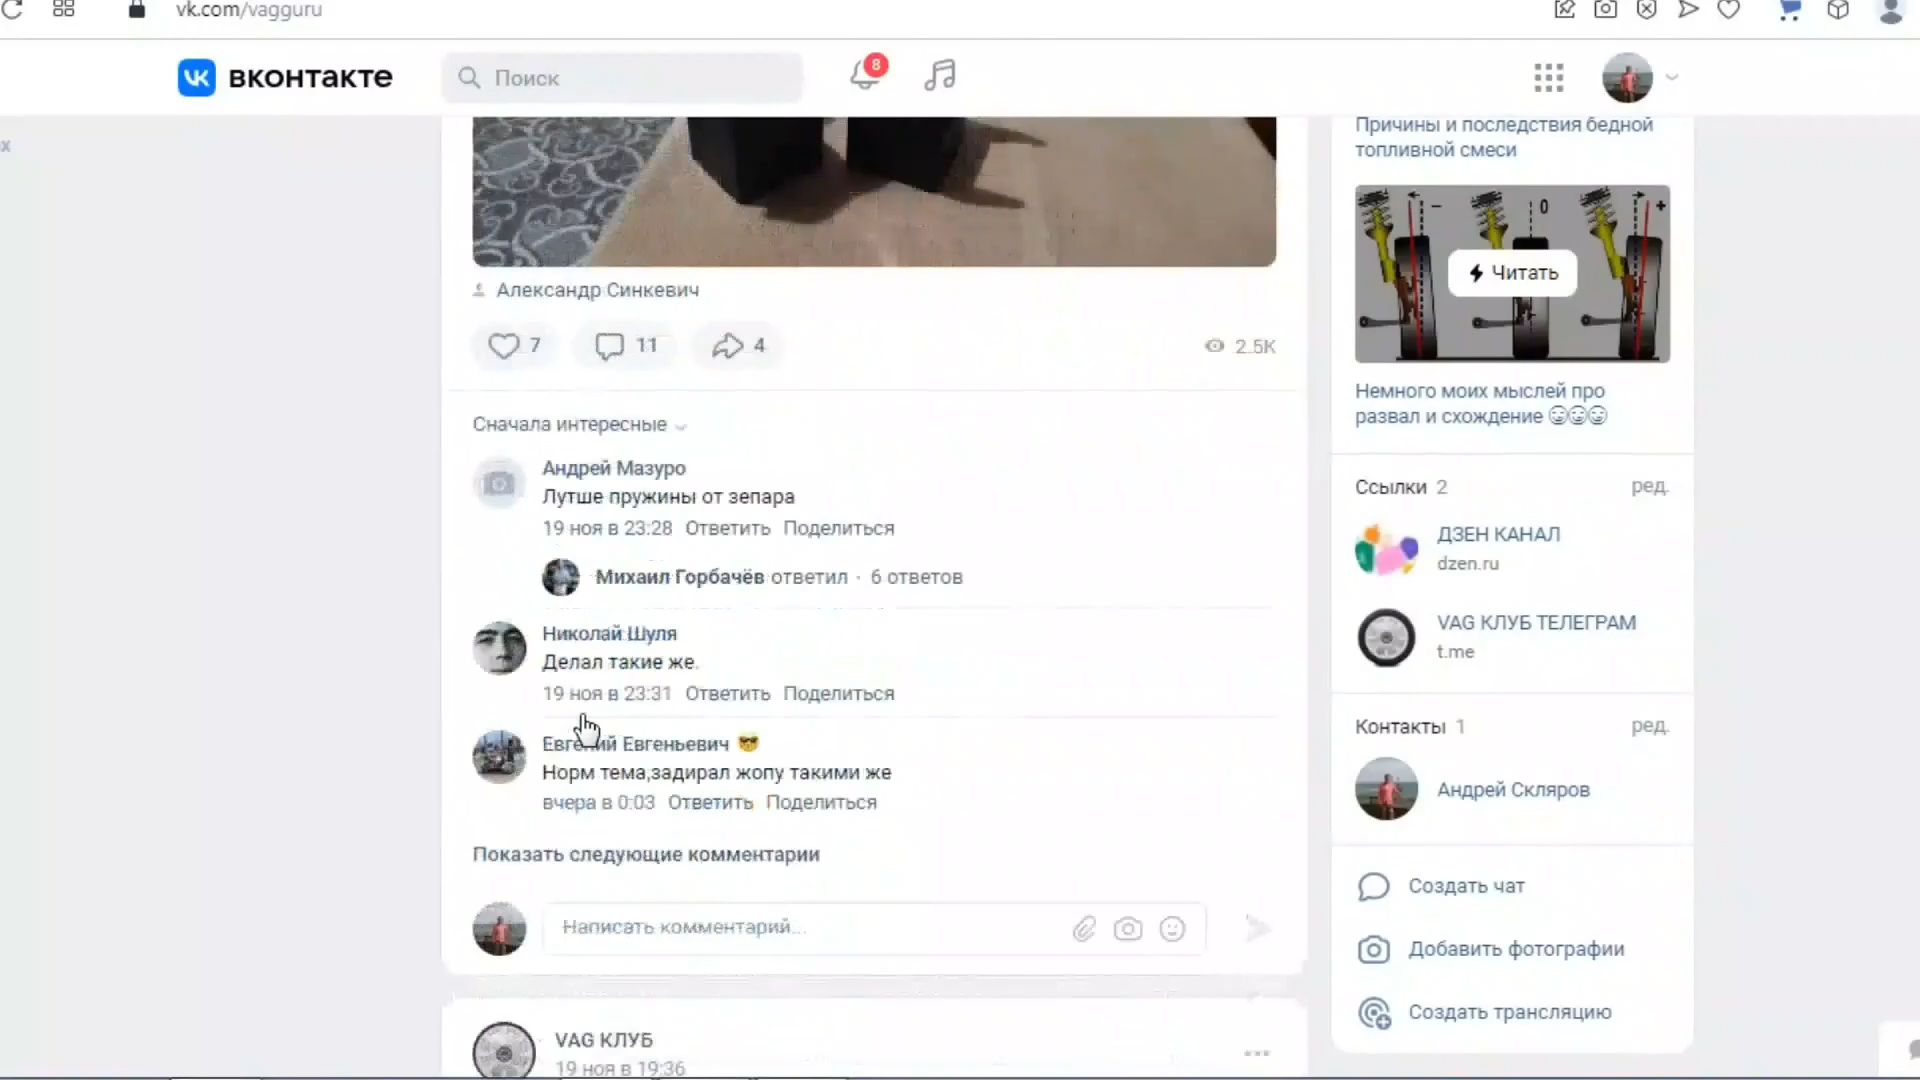 vk.com/vagguru
вконтакте
Поиск
8
Александр Синкевич
7
11
4
2.5K
Сначала интересные
Андрей Мазуро
Лутше пружины от зепара
19 ноя в 23:28 Ответить Поделиться
Михаил Горбачёв ответил · 6 ответов
Николай Шуля
Делал такие же.
19 ноя в 23:31 Ответить Поделиться
Евгений Евгеньевич 😎
Норм тема,задирал жопу такими же
вчера в 0:03 Ответить Поделиться
Показать следующие комментарии
Написать комментарий...
VAG КЛУБ
19 ноя в 19:36
Причины и последствия бедной
топливной смеси
− 0 +
Читать
Немного моих мыслей про
развал и схождение
Ссылки 2 ред.
ДЗЕН КАНАЛ
dzen.ru
VAG КЛУБ ТЕЛЕГРАМ
t.me
Контакты 1 ред.
Андрей Скляров
Создать чат
Добавить фотографии
Создать трансляцию